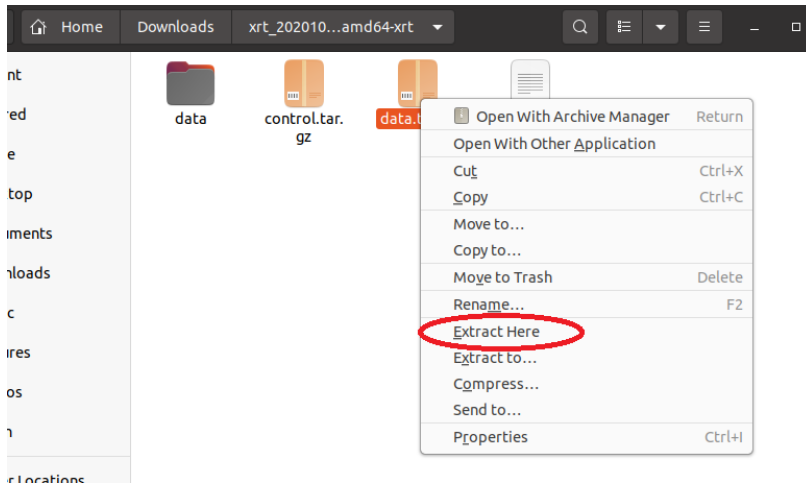 Home Downloads xrt_202010...amd64-xrt
nt
red
e
top
uments
nloads
c
ures
os
n
r Locations
data
control.tar.
gz
data.t
Open With Archive Manager Return
Open With Other Application
Cut Ctrl+X
Copy Ctrl+C
Move to...
Copy to...
Move to Trash Delete
Rename... F2
Extract Here
Extract to...
Compress...
Send to...
Properties Ctrl+I